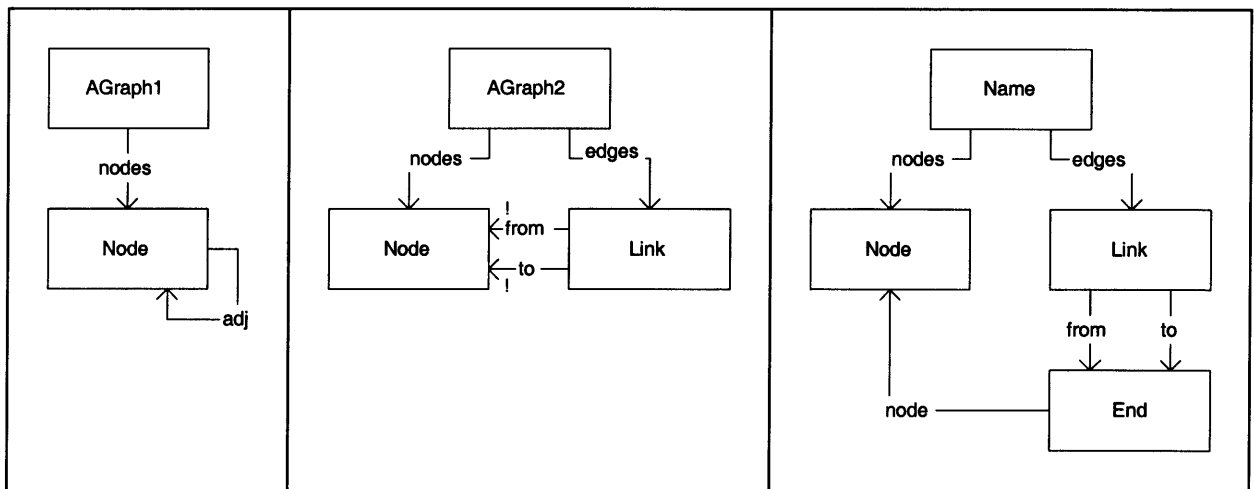 AGraph1
nodes
Node
adj
AGraph2
nodes
edges
!
from
Node
Link
to
!
Name
nodes
edges
Node
Link
from
to
node
End